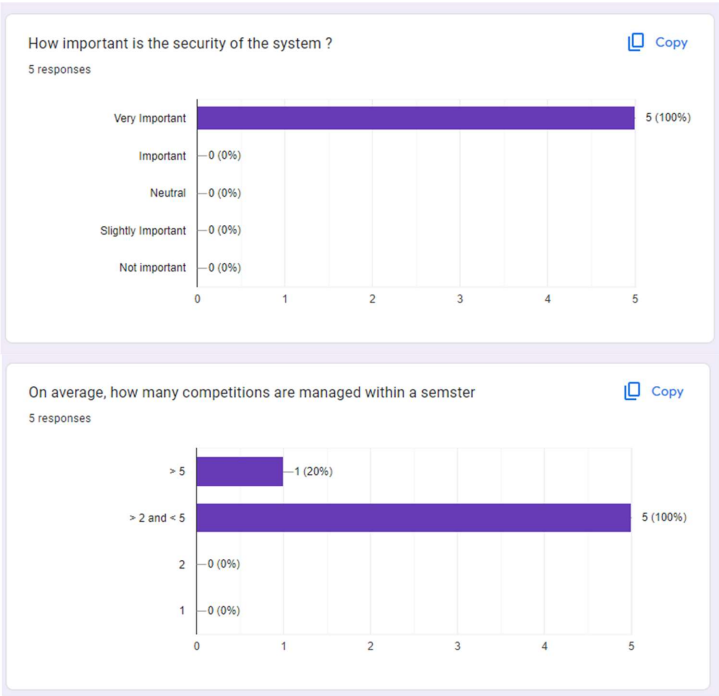 How important is the security of the system ?
Copy
5 responses
Very Important
5 (100%)
Important
0 (0%)
Neutral
0 (0%)
Slightly Important
0 (0%)
Not important
0 (0%)
0 1 2 3 4 5
On average, how many competitions are managed within a semster
Copy
5 responses
> 5
1 (20%)
> 2 and < 5
5 (100%)
2
0 (0%)
1
0 (0%)
0 1 2 3 4 5